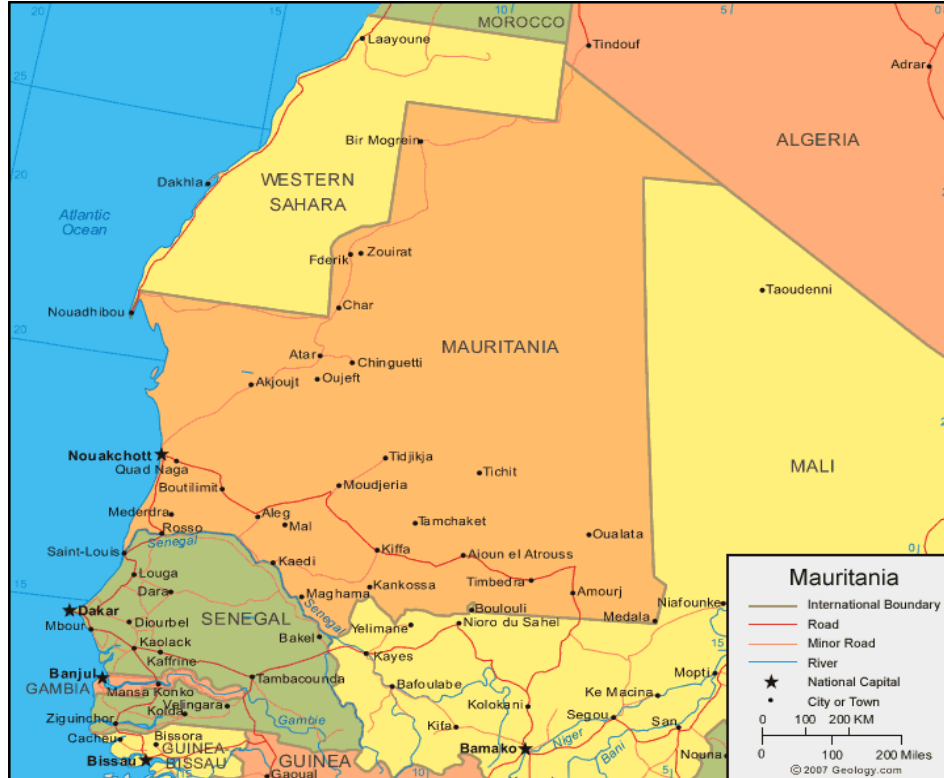 20
10
5
0
MOROCCO
Laayoune
Tindouf
Adrar
25
Bir Mogrein
ALGERIA
Dakhla
WESTERN
SAHARA
20
Atlantic
Ocean
Fderik
Zouirat
Taoudenni
Nouadhibou
Char
20
Atar
Chinguetti
MAURITANIA
Akjoujt
Oujeft
Nouakchott
Quad Naga
Tidjikja
Tichit
MALI
Boutilimit
Moudjeria
Mederdra
Aleg
Mal
Tamchaket
Rosso
Oualata
Senegal
Saint-Louis
Kiffa
Aioun el Atrouss
Kaedi
Louga
Timbedra
Dara
Kankossa
Amourj
15
Maghama
Niafounke
Dakar
Senegal
Boulouli
Medala
Mbour
Diourbel
SENEGAL
Yelimane
Nioro du Sahel
Bakel
Kaolack
Kaffrine
Kayes
15
Banjul
Tambacounda
Mopti
GAMBIA
Mansa Konko
Bafoulabe
Ke Macina
Velingara
Kolokani
Kolda
Segou
Ziguinchor
Gambie
Kifa
San
Cacheu
Bissora
Niger
Bani
GUINEA-
BISSAU
Bamako
Nouna
Bissau
GUINEA
15
Gaoual
10
5
Mauritania
International Boundary
Road
Minor Road
River
National Capital
City or Town
0 100 200 KM
0 100 200 Miles
© 2007 Geology.com